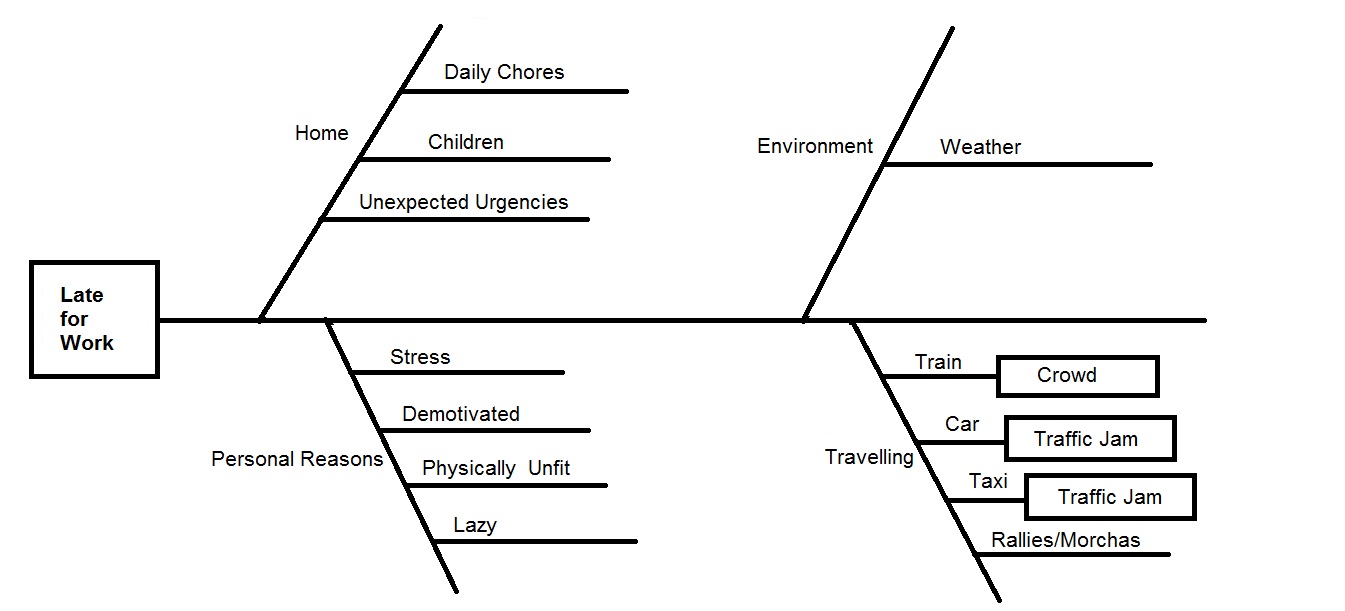 Daily Chores
Home
Children
Unexpected Urgencies
Environment
Weather
Late
for
Work
Stress
Demotivated
Personal Reasons
Physically  Unfit
Lazy
Train
Crowd
Car
Traffic Jam
Travelling
Taxi
Traffic Jam
Rallies/Morchas